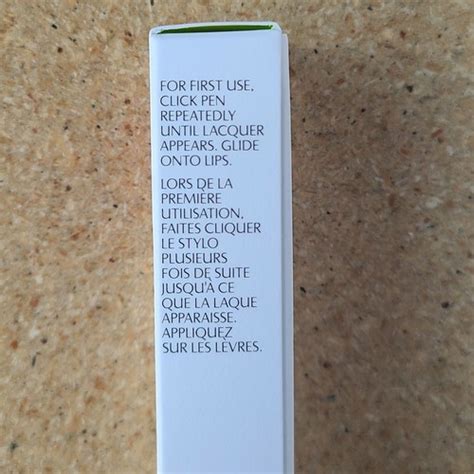 FOR FIRST USE,
CLICK PEN
REPEATEDLY
UNTIL LACQUER
APPEARS. GLIDE
ONTO LIPS.
LORS DE LA
PREMIÈRE
UTILISATION,
FAITES CLIQUER
LE STYLO
PLUSIEURS
FOIS DE SUITE
JUSQU'À CE
QUE LA LAQUE
APPARAISSE.
APPLIQUEZ
SUR LES LÈVRES.